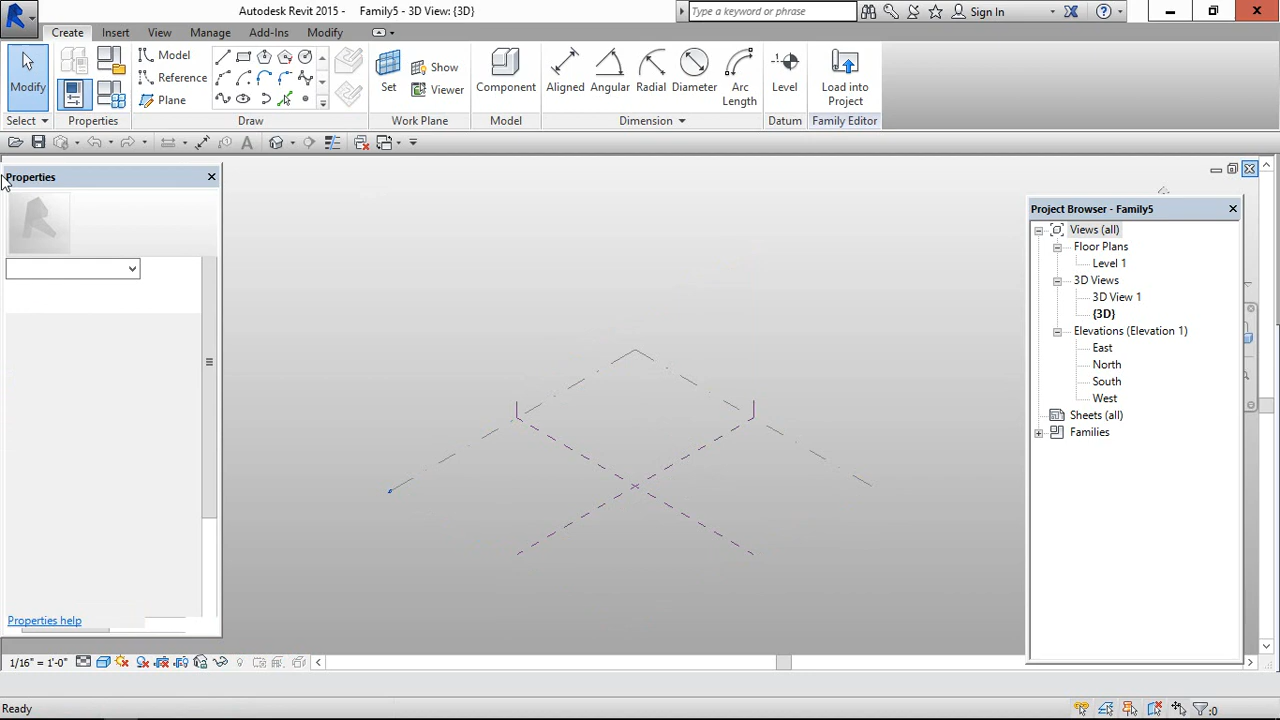 Autodesk Revit 2015 - Family5 - 3D View: {3D}
Type a keyword or phrase
Sign In
Create Insert View Manage Add-Ins Modify
Modify
Model
Reference
Plane
Set
Show
Viewer
Component
Aligned Angular Radial Diameter Arc Length
Level
Load into Project
Select Properties Draw Work Plane Model Dimension Datum Family Editor
Properties
Properties help
Project Browser - Family5
Views (all)
Floor Plans
Level 1
3D Views
3D View 1
{3D}
Elevations (Elevation 1)
East
North
South
West
Sheets (all)
Families
1/16" = 1'-0"
Ready
:0